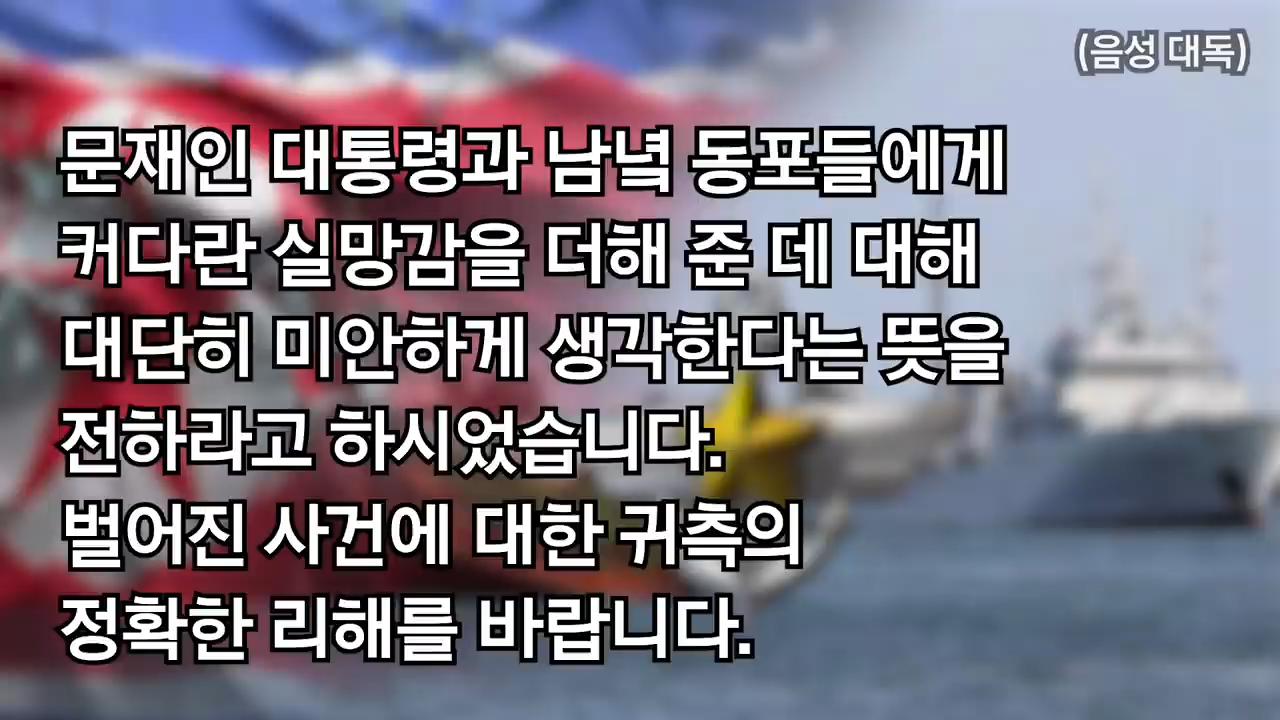 (음성 대독)
문재인 대통령과 남녘 동포들에게
커다란 실망감을 더해 준 데 대해
대단히 미안하게 생각한다는 뜻을
전하라고 하시었습니다.
벌어진 사건에 대한 귀측의
정확한 리해를 바랍니다.